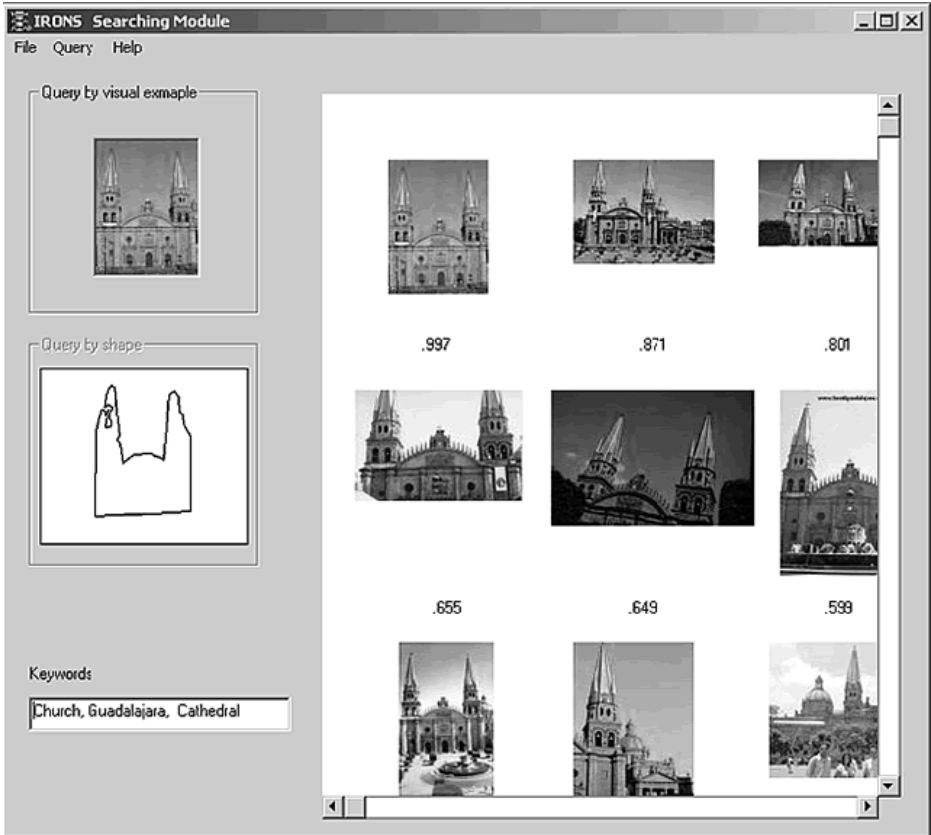 IRONS Searching Module
File Query Help
Query by visual exmaple
Query by shape
.997 .871 .801
.655 .649 .599
Keywords
Church, Guadalajara, Cathedral